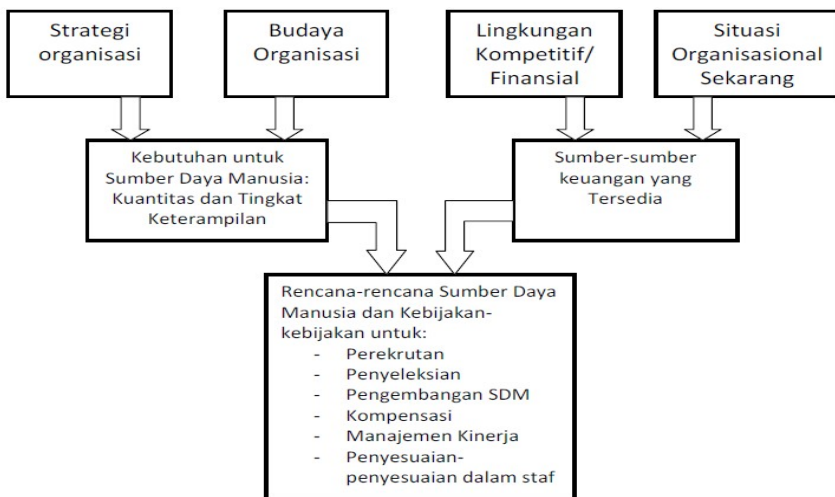 Strategi
organisasi
Budaya
Organisasi
Lingkungan
Kompetitif/
Finansial
Situasi
Organisasional
Sekarang
Kebutuhan untuk
Sumber Daya Manusia:
Kuantitas dan Tingkat
Keterampilan
Sumber-sumber
keuangan yang
Tersedia
Rencana-rencana Sumber Daya
Manusia dan Kebijakan-
kebijakan untuk:
- Perekrutan
- Penyeleksian
- Pengembangan SDM
- Kompensasi
- Manajemen Kinerja
- Penyesuaian-
penyesuaian dalam staf